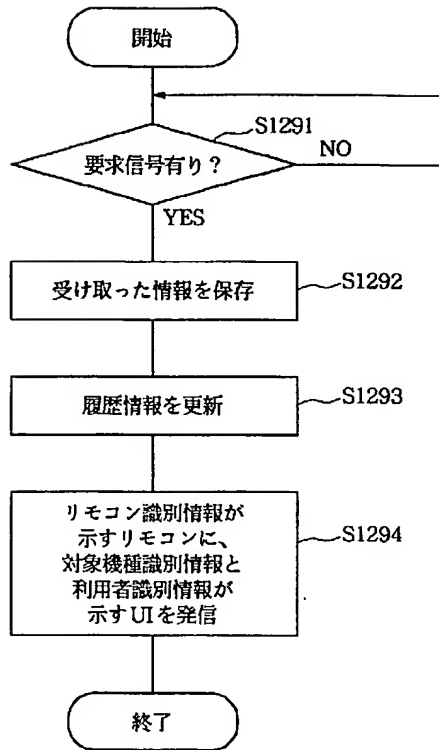 開始
S1291
要求信号有り？
NO
YES
受け取った情報を保存
S1292
履歴情報を更新
S1293
リモコン識別情報が
示すリモコンに、
対象機種識別情報と
利用者識別情報が
示すUIを発信
S1294
終了